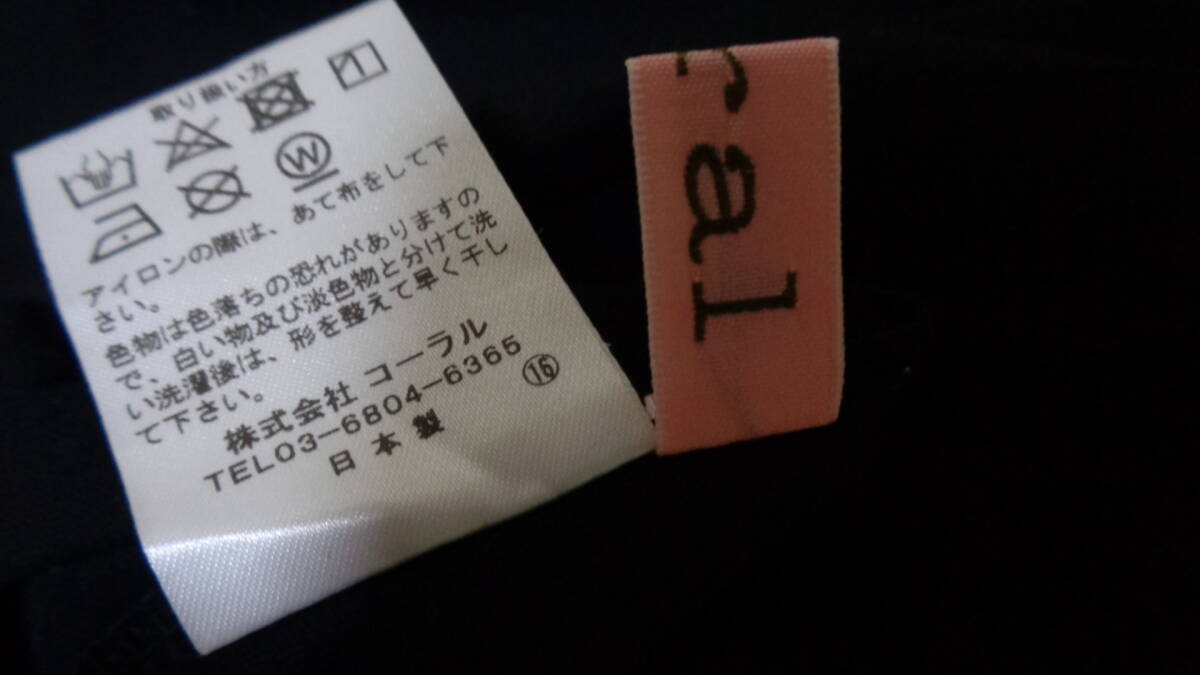 取り扱い方
W
アイロンの際は、あて布をして下
さい。
色物は色落ちの恐れがありますの
で、白い物及び淡色物と分けて洗
い洗濯後は、形を整えて早く干し
て下さい。
株式会社 コーラル
TEL03-6804-6365
日本製
⑯
ral